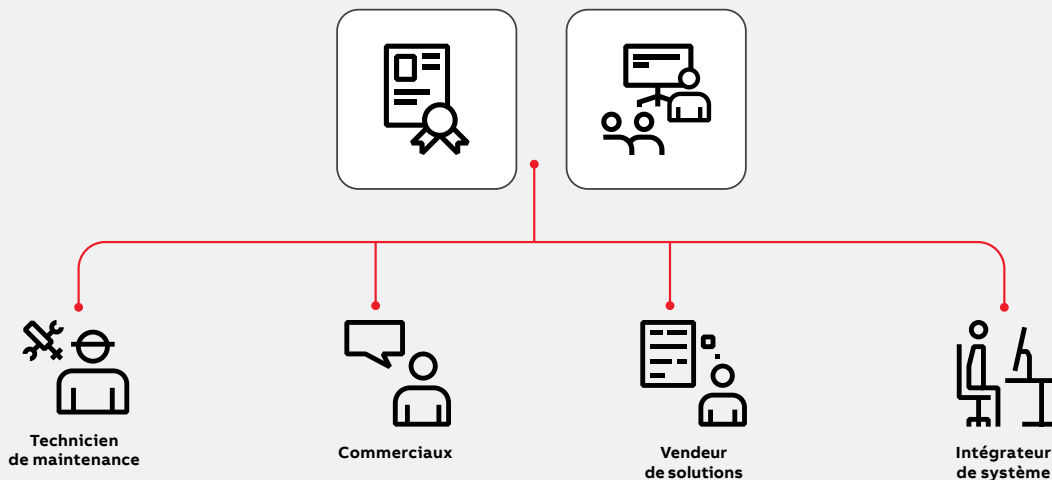 Technicien
de maintenance
Commerciaux
Vendeur
de solutions
Intégrateur
de système